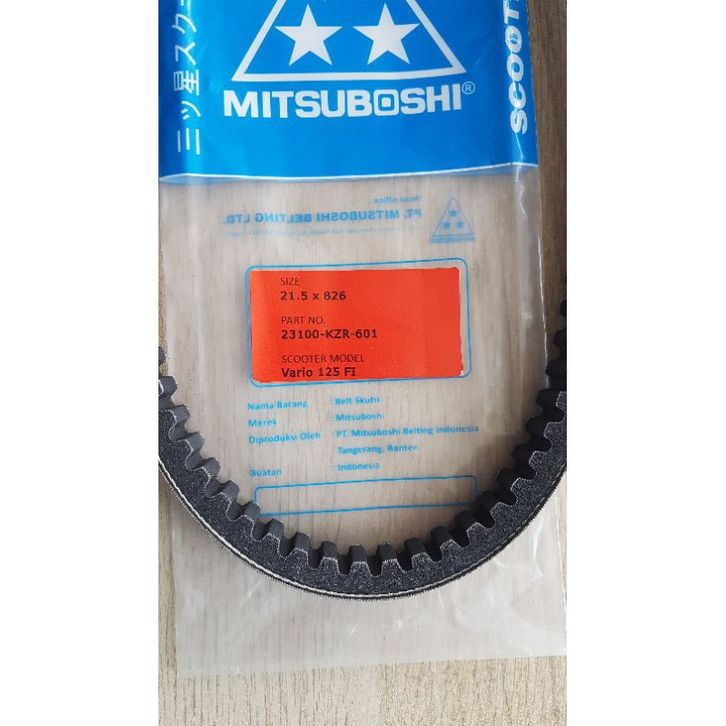 三ツ星スク
SCOOT
MITSUBOSHI®
Head office
PT. MITSUBOSHI BELTING LTD.
SIZE
21.5 x 826
PART NO.
23100-KZR-601
SCOOTER MODEL
Vario 125 FI
Nama Barang : Belt Skutik
Merek : Mitsuboshi
Diproduksi Oleh : PT. Mitsuboshi Belting Indonesia
Tangerang, Banten
Buatan : Indonesia